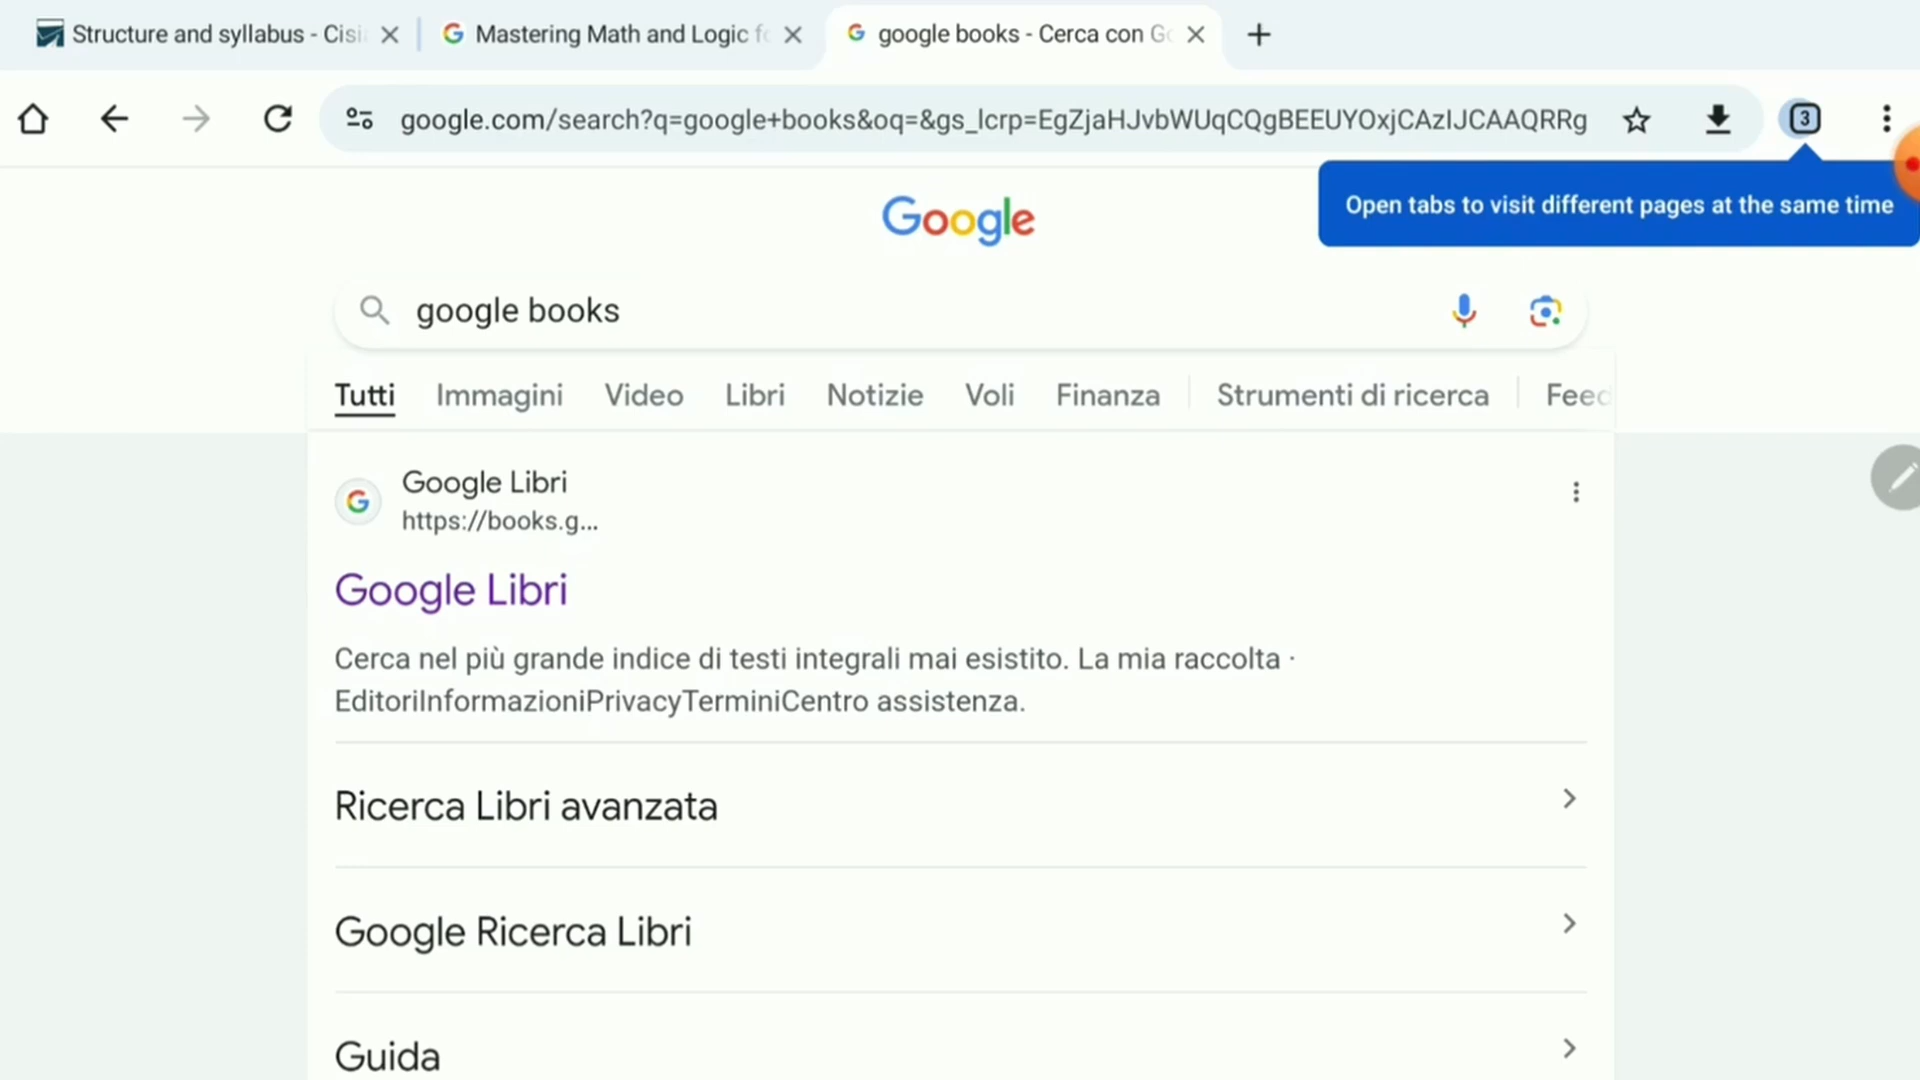 Structure and syllabus - Cisi
Mastering Math and Logic fo
google books - Cerca con Go
google.com/search?q=google+books&oq=&gs_lcrp=EgZjaHJvbWUqCQgBEEUYOxjCAzIJCAAQRRg
3
Open tabs to visit different pages at the same time
Google
google books
Tutti
Immagini
Video
Libri
Notizie
Voli
Finanza
Strumenti di ricerca
Feed
Google Libri
https://books.g...
Google Libri
Cerca nel più grande indice di testi integrali mai esistito. La mia raccolta ·
EditoriInformazioniPrivacyTerminiCentro assistenza.
Ricerca Libri avanzata
Google Ricerca Libri
Guida